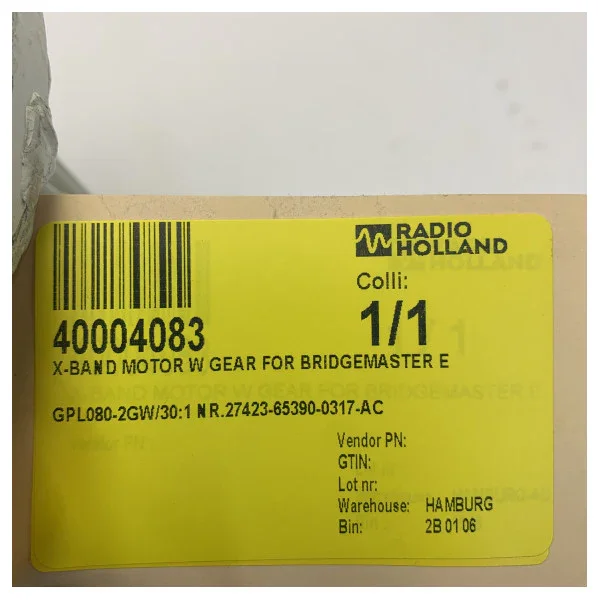 RADIO
HOLLAND
Colli:
1/1
40004083
X-BAND MOTOR W GEAR FOR BRIDGEMASTER E
GPL080-2GW/30:1 NR.27423-65390-0317-AC
Vendor PN:
GTIN:
Lot nr:
Warehouse: HAMBURG
Bin: 2B 01 06